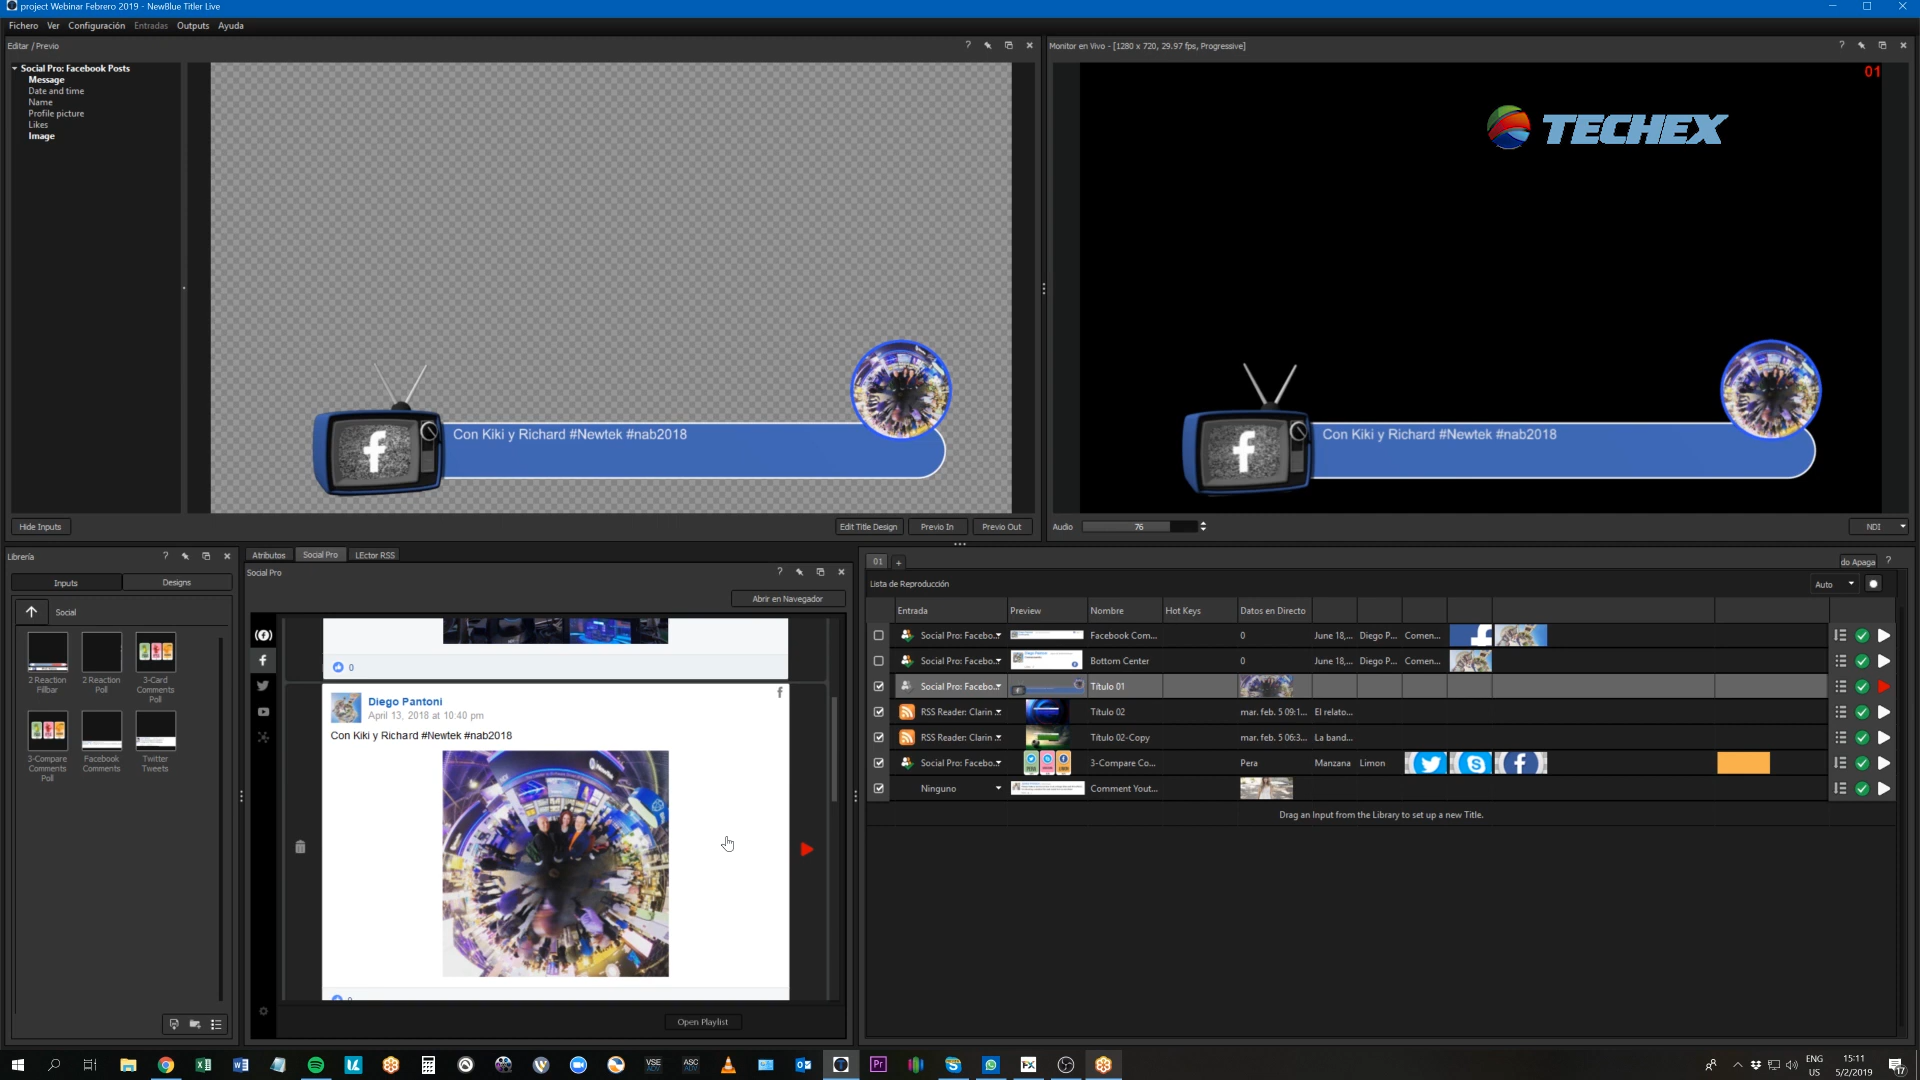 project Webinar Febrero 2019 - NewBlue Titler Live
Fichero Ver Configuración Entradas Outputs Ayuda
Editar / Previo
Social Pro: Facebook Posts
Message
Date and time
Name
Profile picture
Likes
Image
Con Kiki y Richard #Newtek #nab2018
Hide Inputs
Edit Title Design Previo In Previo Out
Monitor en Vivo - [1280 x 720, 29.97 fps, Progressive]
01
TECHEX
Con Kiki y Richard #Newtek #nab2018
Audio 76 NDI
Librería
Inputs Designs
Social
2 Reaction Fillbar
2 Reaction Poll
3-Card Comments Poll
3-Compare Comments Poll
Facebook Comments
Twitter Tweets
Atributos Social Pro LEctor RSS
Social Pro
Abrir en Navegador
0
Diego Pantoni
April 13, 2018 at 10:40 pm
Con Kiki y Richard #Newtek #nab2018
Open Playlist
01 +
do Apaga ?
Lista de Reproducción
Auto
Entrada Preview Nombre Hot Keys Datos en Directo
Social Pro: Facebo... Facebook Com... 0 June 18,... Diego P... Comen...
Social Pro: Facebo... Bottom Center 0 June 18,... Diego P... Comen...
Social Pro: Facebo... Título 01
RSS Reader: Clarin Título 02 mar. feb. 5 09:1... El relato...
RSS Reader: Clarin Título 02-Copy mar. feb. 5 06:3... La band...
Social Pro: Facebo... 3-Compare Co... Pera Manzana Limon
Ninguno Comment Yout...
Drag an Input from the Library to set up a new Title.
VSE ADV
ASC ADV
Pr
FX
ENG
US
15:11
5/2/2019
17